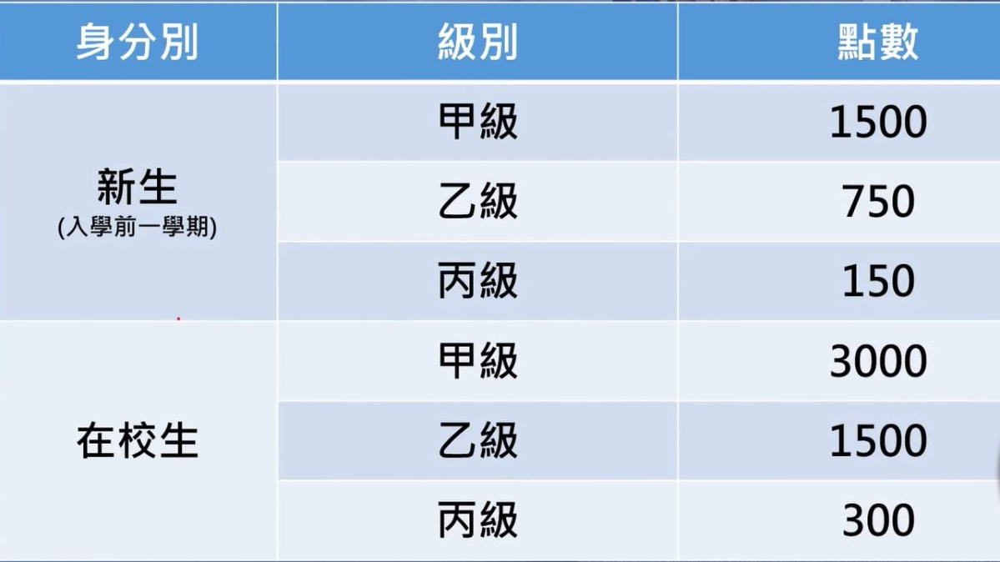 身分別 級別 點數
甲級 1500
新生
(入學前一學期)
乙級 750
丙級 150
甲級 3000
在校生
乙級 1500
丙級 300